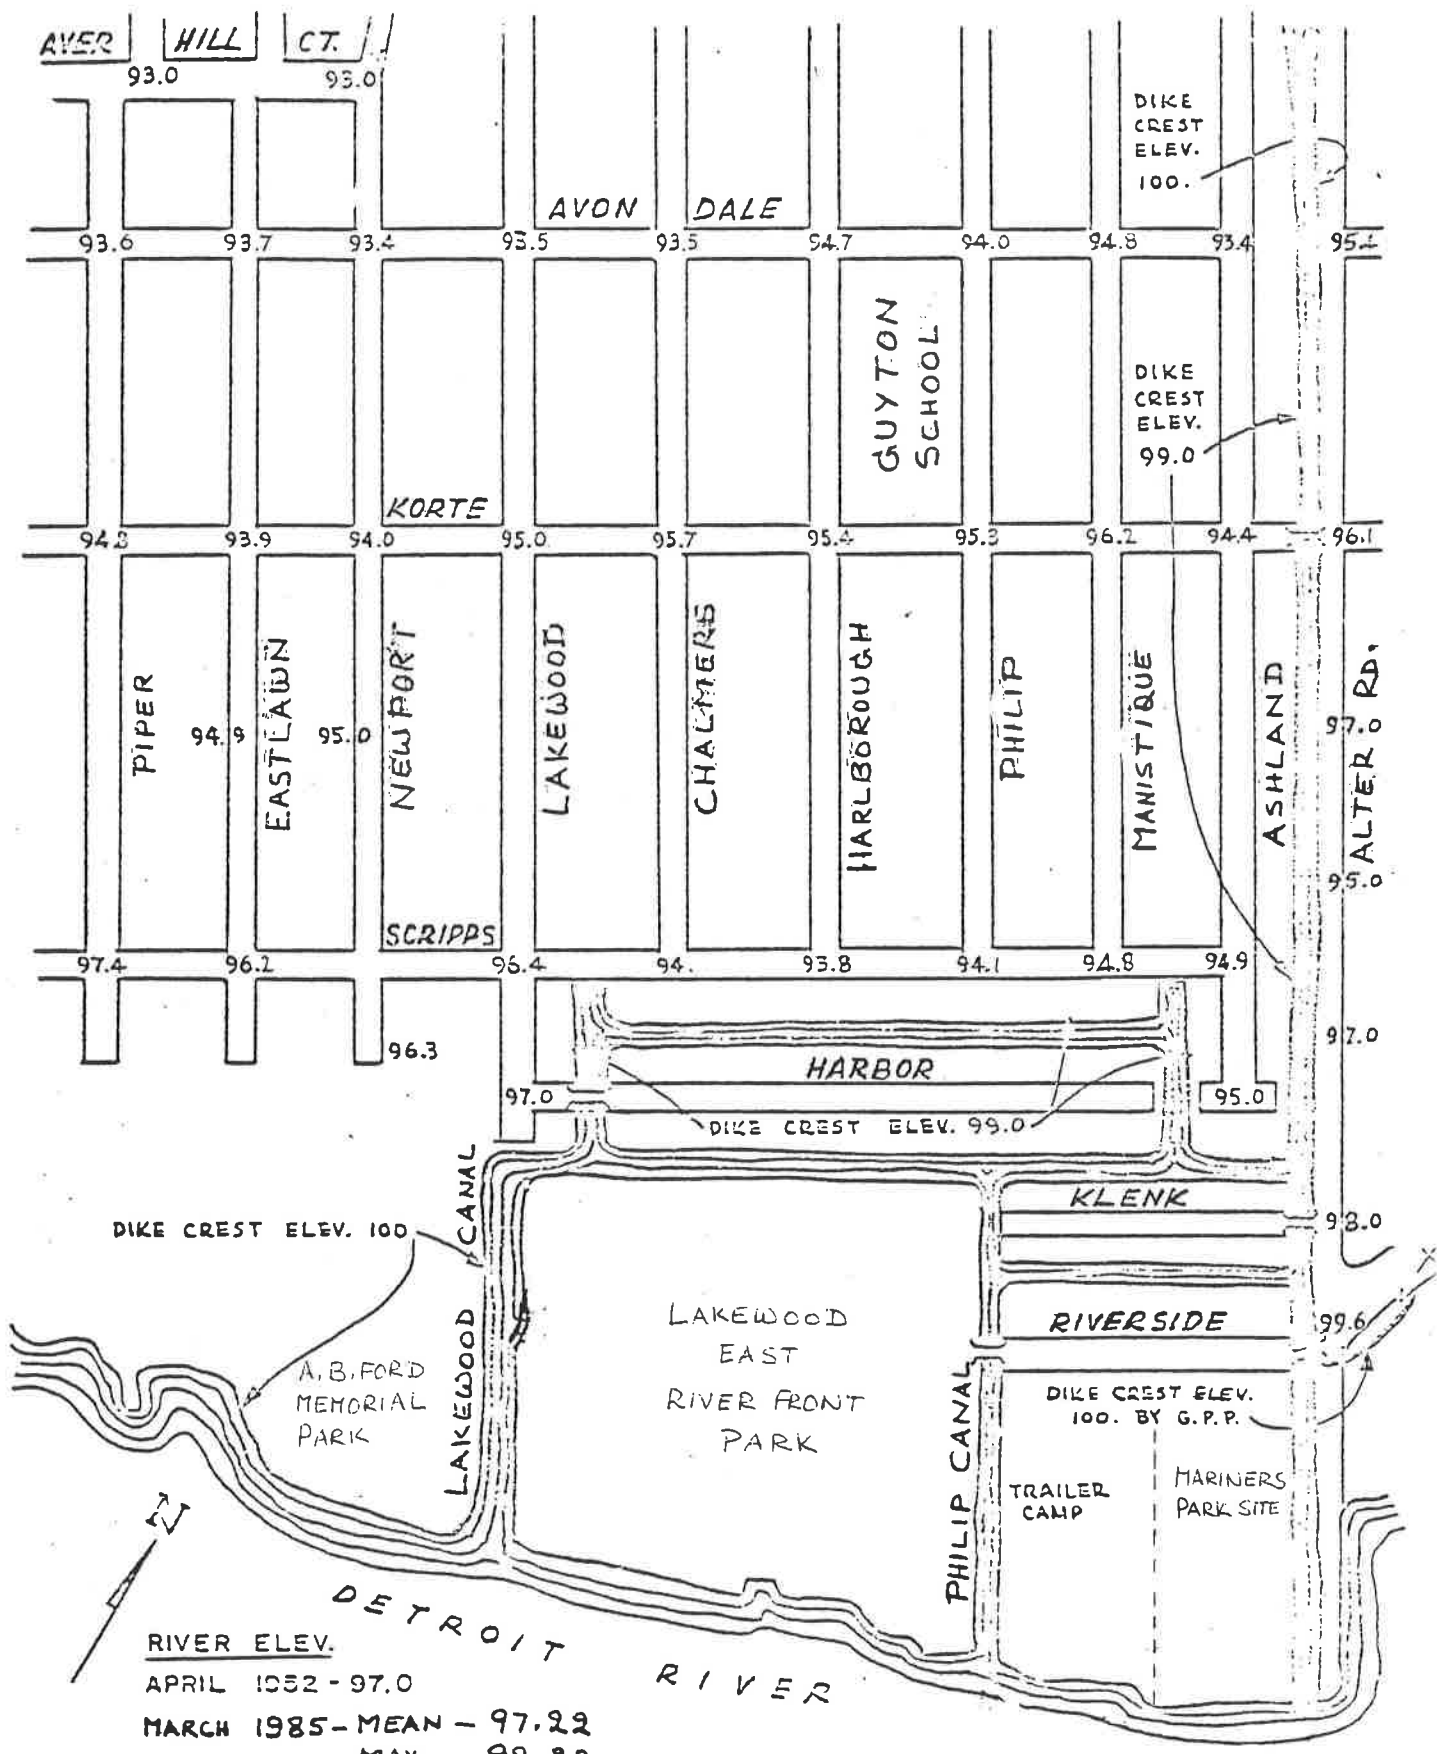 AVER HILL CT.
93.0 93.0
DIKE
CREST
ELEV.
100.
AVON DALE
93.6 93.7 93.4 93.5 93.5 94.7 94.0 94.8 93.4
GUYTON
SCHOOL
DIKE
CREST
ELEV.
99.0
KORTE
93.9 94.0 95.0 95.7 95.4 95.3 96.2 94.4 96.1
PIPER
94.9
EASTLAWN
95.0
NEWPORT
LAKEWOOD
CHALMERS
HARLBOROUGH
PHILIP
MANISTIQUE
ASHLAND
ALTER RD.
97.0
95.0
SCRIPPS
97.4 96.2 94. 93.8 94.1 94.8 94.9
96.3
HARBOR
97.0
97.0
95.0
DIKE CREST ELEV. 99.0
KLENK
98.0
DIKE CREST ELEV. 100
LAKEWOOD CANAL
LAKEWOOD
EAST
RIVER FRONT
PARK
RIVERSIDE
99.6
A.B. FORD
MEMORIAL
PARK
DIKE CREST ELEV.
100. BY G.P.P.
PHILIP CANAL
TRAILER
CAMP
MARINERS
PARK SITE
N
DETROIT RIVER
RIVER ELEV.
APRIL 1952 - 97.0
MARCH 1985 - MEAN - 97.22